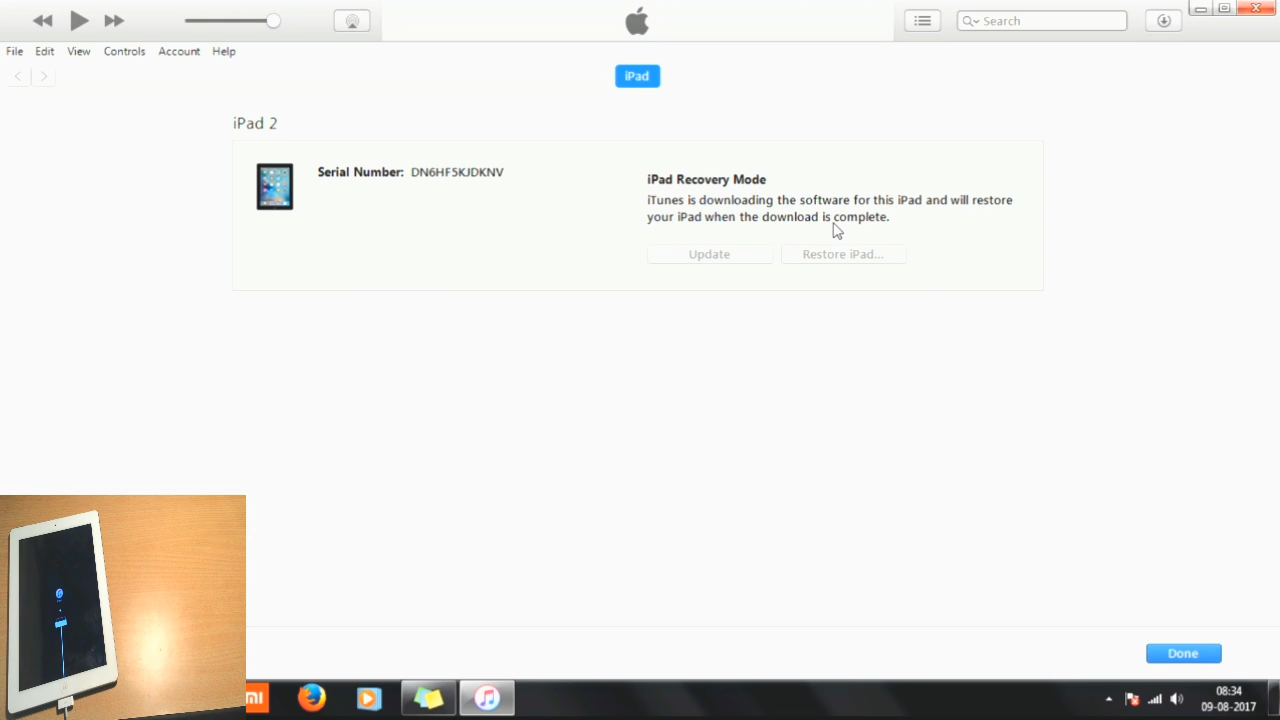 Search
File Edit View Controls Account Help
iPad
iPad 2
Serial Number: DN6HF5KJDKNV
iPad Recovery Mode
iTunes is downloading the software for this iPad and will restore
your iPad when the download is complete.
Update Restore iPad...
Done
mi
08:34
09-08-2017